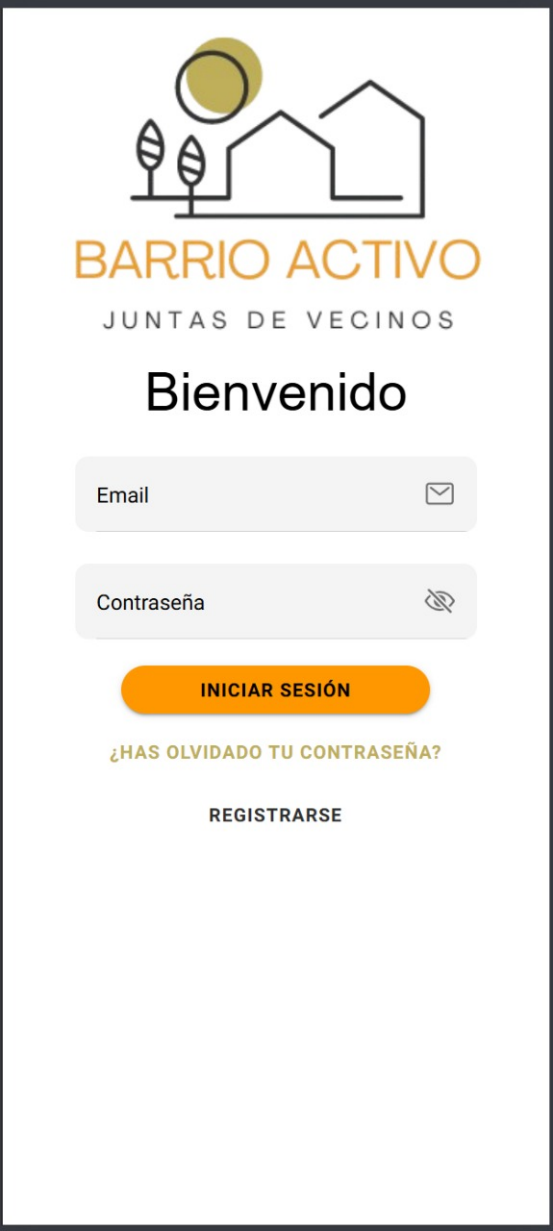 BARRIO ACTIVO
JUNTAS DE VECINOS
Bienvenido
Email
Contraseña
INICIAR SESIÓN
¿HAS OLVIDADO TU CONTRASEÑA?
REGISTRARSE